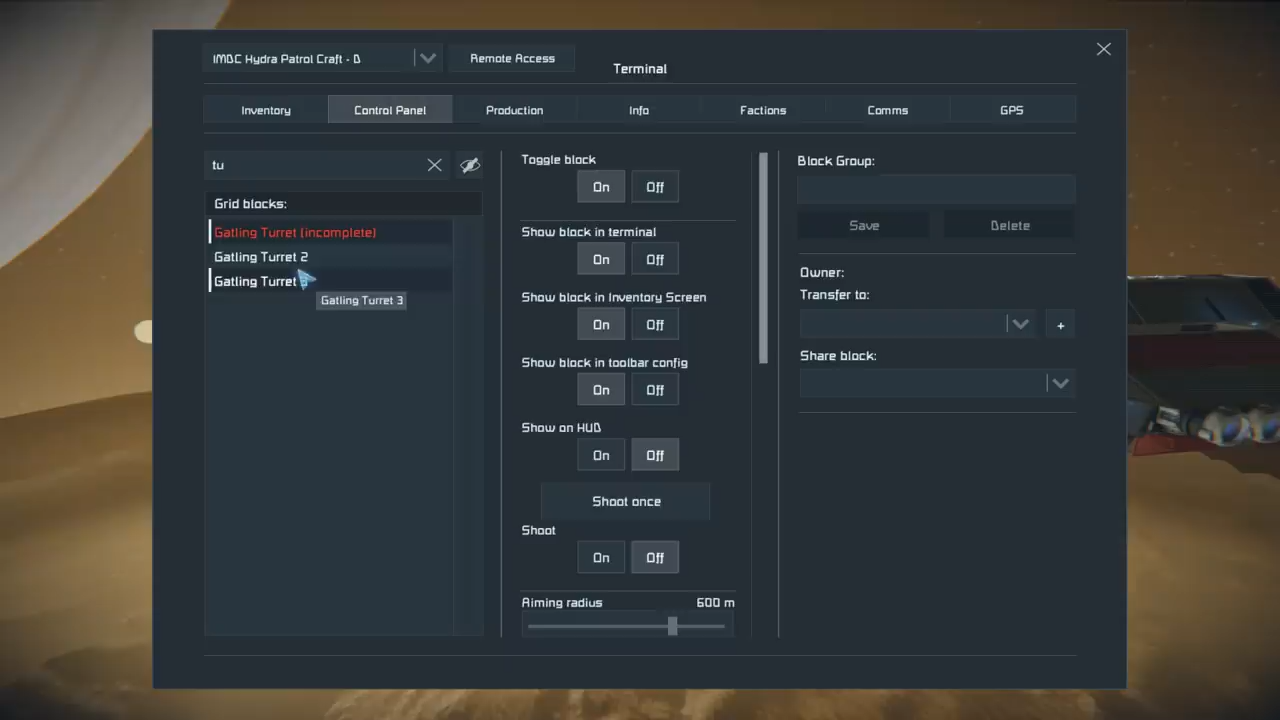 IMDC Hydra Patrol Craft - D
Remote Access
Terminal
Inventory
Control Panel
Production
Info
Factions
Comms
GPS
tu
Grid blocks:
Gatling Turret (incomplete)
Gatling Turret 2
Gatling Turret
Gatling Turret 3
Toggle block
On Off
Show block in terminal
On Off
Show block in Inventory Screen
On Off
Show block in toolbar config
On Off
Show on HUD
On Off
Shoot once
Shoot
On Off
Aiming radius 600 m
Block Group:
Save Delete
Owner:
Transfer to:
+
Share block: